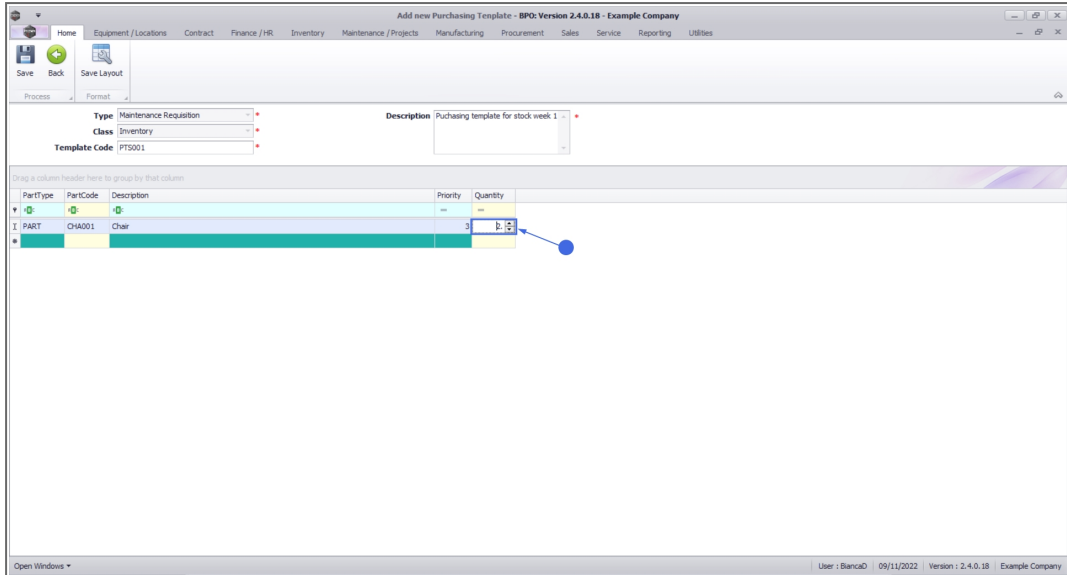 Add new Purchasing Template - BPO: Version 2.4.0.18 - Example Company
Home Equipment / Locations Contract Finance / HR Inventory Maintenance / Projects Manufacturing Procurement Sales Service Reporting Utilities
Save Back Save Layout
Process Format
Type Maintenance Requisition * Description Puchasing template for stock week 1 *
Class Inventory *
Template Code PTS001 *
Drag a column header here to group by that column
PartType PartCode Description Priority Quantity
= =
I PART CHA001 Chair 3 2.
*
Open Windows User : BiancaD 09/11/2022 Version : 2.4.0.18 Example Company